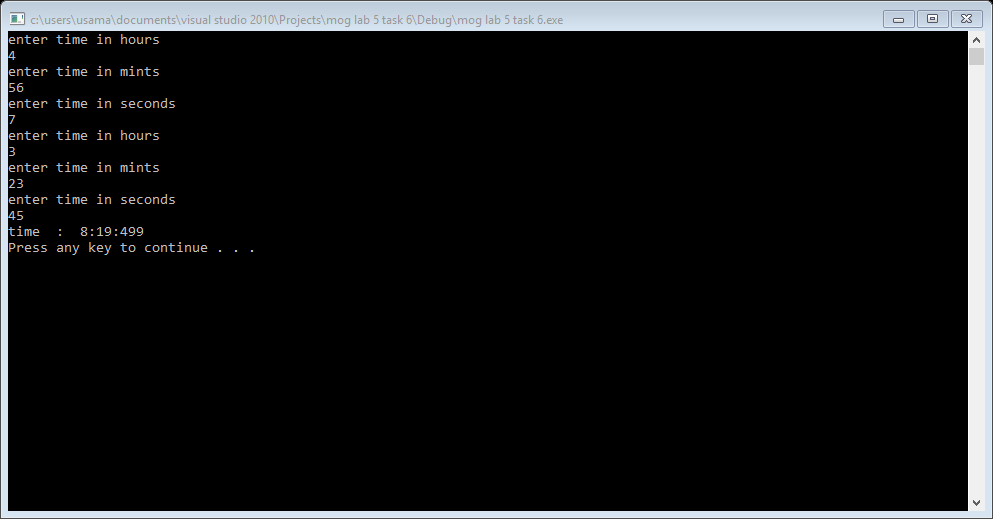 c:\users\usama\documents\visual studio 2010\Projects\mog lab 5 task 6\Debug\mog lab 5 task 6.exe
enter time in hours
4
enter time in mints
56
enter time in seconds
7
enter time in hours
3
enter time in mints
23
enter time in seconds
45
time  :  8:19:499
Press any key to continue . . .